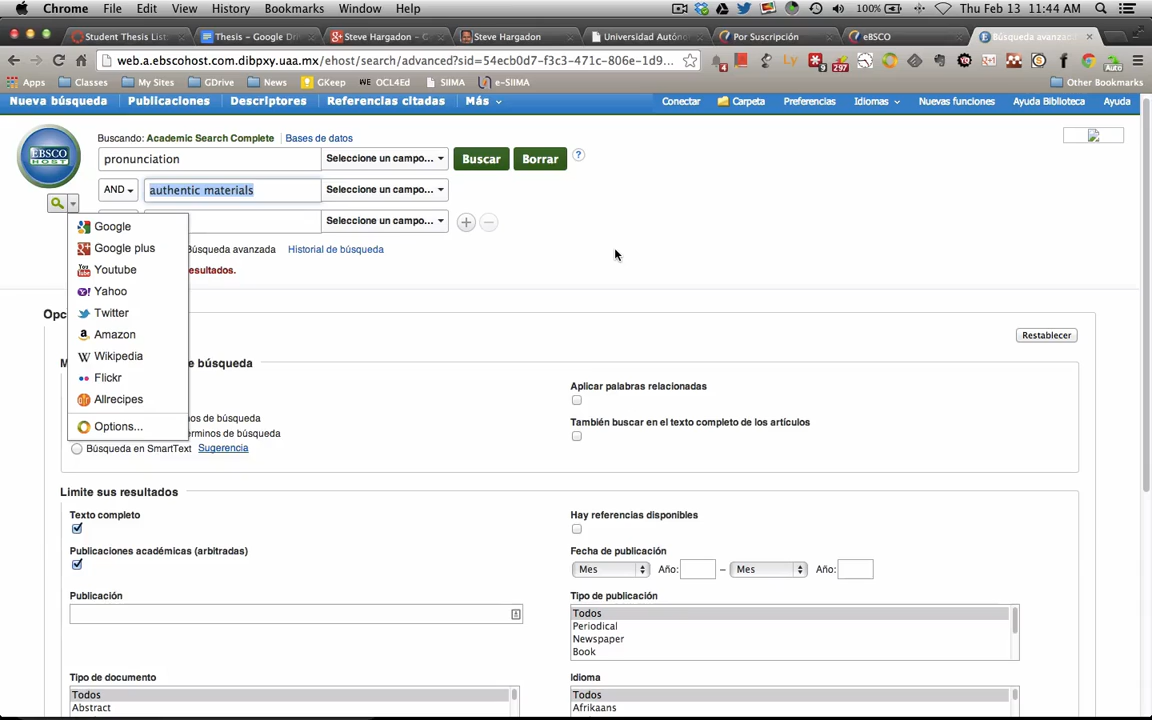 Chrome File Edit View History Bookmarks Window Help 100% Thu Feb 13 11:44 AM
Student Thesis List Thesis – Google Dri Steve Hargadon – G Steve Hargadon Universidad Autóno Por Suscripción eBSCO Búsqueda avanzad
web.a.ebscohost.com.dibpxy.uaa.mx/ehost/search/advanced?sid=54ecb0d7-f3c3-471c-806e-1d9...
Apps Classes My Sites GDrive News GKeep OCL4Ed SIIMA e-SIIMA Other Bookmarks
Nueva búsqueda Publicaciones Descriptores Referencias citadas Más Conectar Carpeta Preferencias Idiomas Nuevas funciones Ayuda Biblioteca Ayuda
Buscando: Academic Search Complete Bases de datos
EBSCO HOST
pronunciation Seleccione un campo... Buscar Borrar ?
AND authentic materials Seleccione un campo...
Seleccione un campo...
Google
Google plus
Youtube
Yahoo
Twitter
Amazon
Wikipedia
Flickr
Allrecipes
Options...
Búsqueda avanzada Historial de búsqueda
esultados.
Opc
Restablecer
M e búsqueda
Aplicar palabras relacionadas
nos de búsqueda
También buscar en el texto completo de los artículos
érminos de búsqueda
Búsqueda en SmartText Sugerencia
Limite sus resultados
Texto completo
Hay referencias disponibles
Publicaciones académicas (arbitradas)
Fecha de publicación
Mes Año: – Mes Año:
Publicación
Tipo de publicación
Todos
Periodical
Newspaper
Book
Tipo de documento
Todos
Abstract
Idioma
Todos
Afrikaans